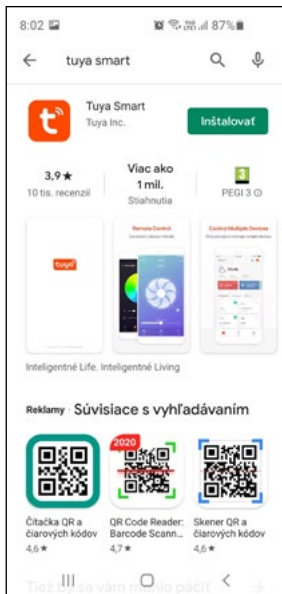 8:02 87%
tuya smart
Tuya Smart
Tuya Inc.
Inštalovať
3,9 ★
10 tis. recenzií
Viac ako
1 mil.
Stiahnutia
3
PEGI 3
tuya
Remote Control
Control Multiple Devices
Inteligentné Life. Inteligentné Living
Reklamy · Súvisiace s vyhľadávaním
2020
Čítačka QR a
čiarových kódov
4,6 ★
QR Code Reader:
Barcode Scann...
4,7 ★
Skener QR a
čiarových kódov
4,6 ★
Tiež by sa vám mohlo páčiť